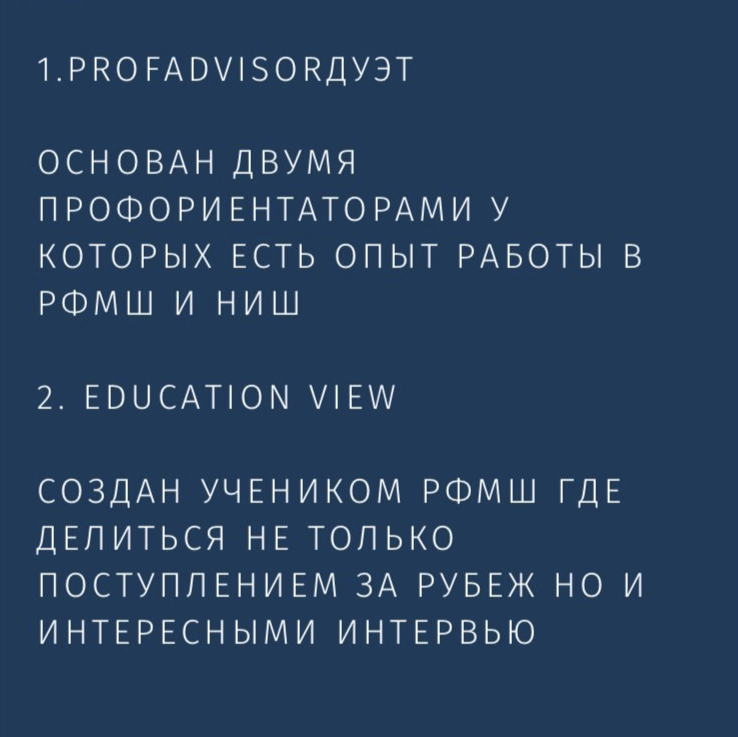 1.PROFADVISORДУЭТ
ОСНОВАН ДВУМЯ
ПРОФОРИЕНТАТОРАМИ У
КОТОРЫХ ЕСТЬ ОПЫТ РАБОТЫ В
РФМШ И НИШ
2. EDUCATION VIEW
СОЗДАН УЧЕНИКОМ РФМШ ГДЕ
ДЕЛИТЬСЯ НЕ ТОЛЬКО
ПОСТУПЛЕНИЕМ ЗА РУБЕЖ НО И
ИНТЕРЕСНЫМИ ИНТЕРВЬЮ